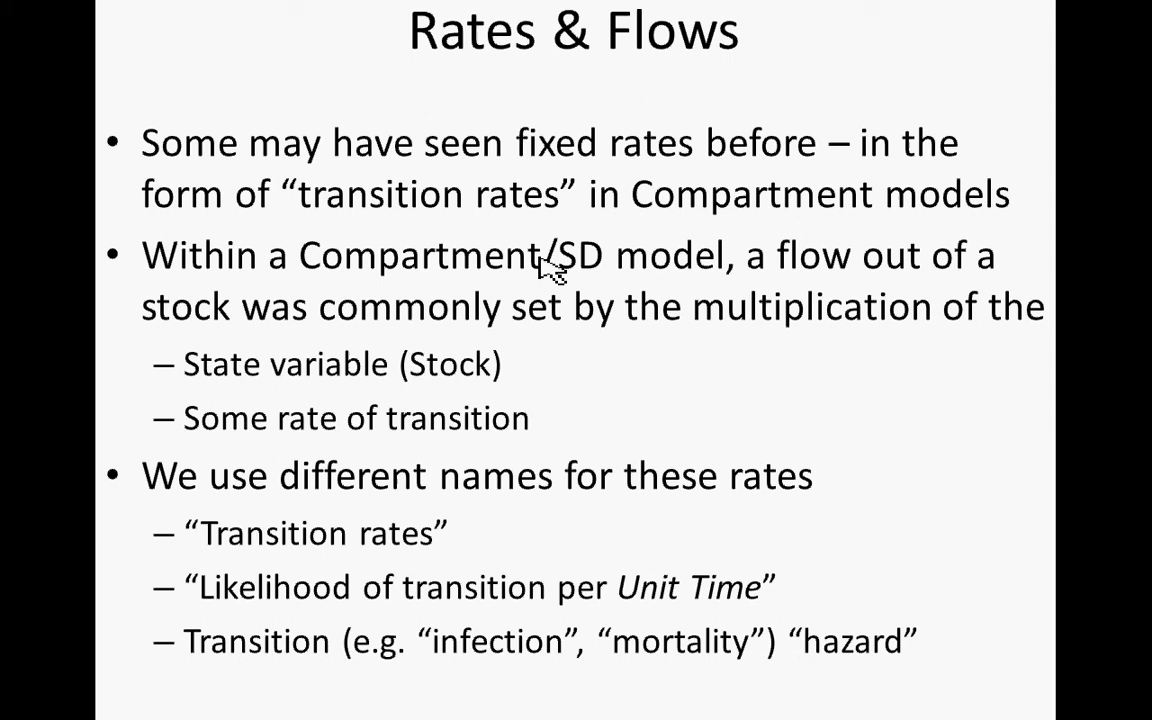 Rates & Flows
• Some may have seen fixed rates before – in the
form of “transition rates” in Compartment models
• Within a Compartment/SD model, a flow out of a
stock was commonly set by the multiplication of the
– State variable (Stock)
– Some rate of transition
• We use different names for these rates
– “Transition rates”
– “Likelihood of transition per Unit Time”
– Transition (e.g. “infection”, “mortality”) “hazard”